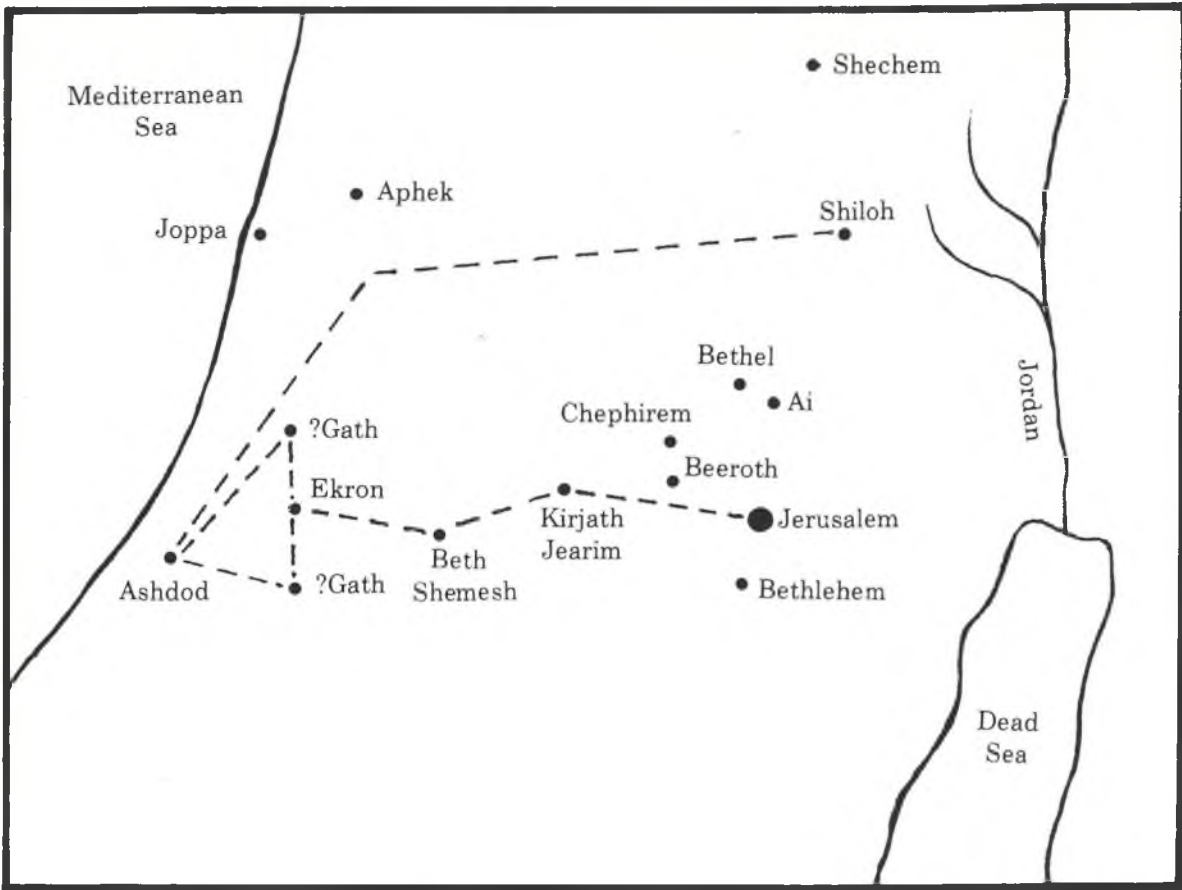 Shechem
Mediterranean
Sea
Aphek
Shiloh
Joppa
Bethel
Jordan
Ai
Chephirem
?Gath
Beeroth
Ekron
Kirjath
Jearim
Jerusalem
Beth
Shemesh
Ashdod
?Gath
Bethlehem
Dead
Sea